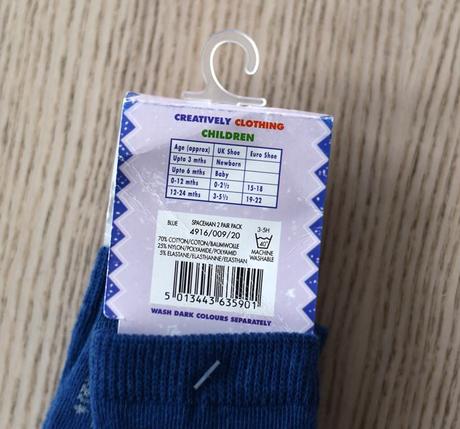 CREATIVELY CLOTHING
CHILDREN
Age (approx) UK Shoe Euro Shoe
Upto 3 mths Newborn
Upto 6 mths Baby
0-12 mths 0-2½ 15-18
12-24 mths 3-5½ 19-22
BLUE SPACEMAN 2 PAIR PACK 3-5H
4916/009/20
70% COTTON/COTON/BAUMWOLLE
25% NYLON/POLYAMIDE/POLYAMID
5% ELASTANE/ELASTHANNE/ELASTHAN
40°
MACHINE
WASHABLE
5 013443 635901
WASH DARK COLOURS SEPARATELY